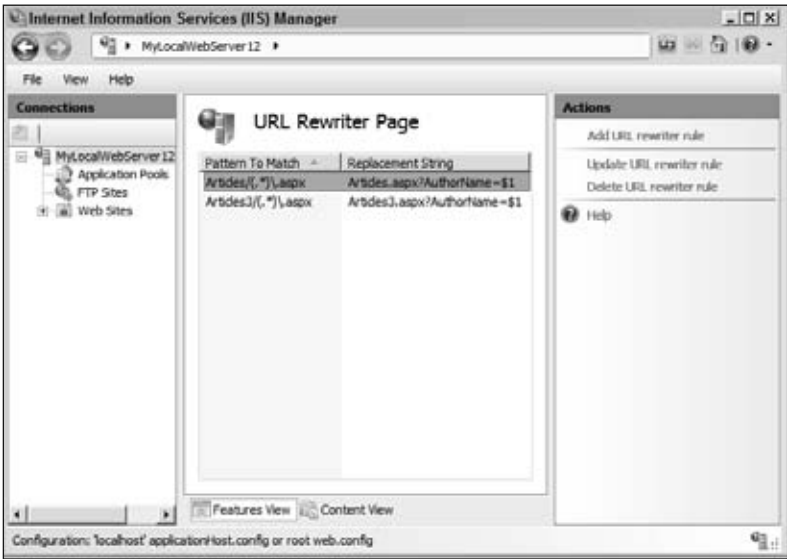 Internet Information Services (IIS) Manager
MyLocalWebServer12
File View Help
Connections
MyLocalWebServer12
Application Pools
FTP Sites
Web Sites
URL Rewriter Page
Pattern To Match Replacement String
Articles/(.*)\.aspx Articles.aspx?AuthorName=$1
Articles3/(.*)\.aspx Articles3.aspx?AuthorName=$1
Features View Content View
Actions
Add URL rewriter rule
Update URL rewriter rule
Delete URL rewriter rule
Help
Configuration: 'localhost' applicationHost.config or root web.config